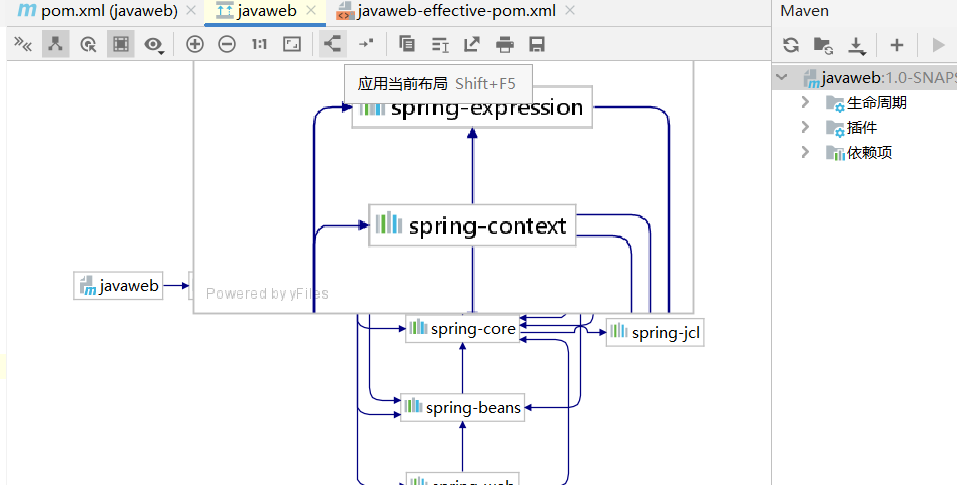 pom.xml (javaweb)
javaweb
javaweb-effective-pom.xml
Maven
1:1
应用当前布局 Shift+F5
javaweb:1.0-SNAPS
生命周期
插件
依赖项
spring-expression
spring-context
javaweb
Powered by yFiles
spring-core
spring-jcl
spring-beans
spring-web